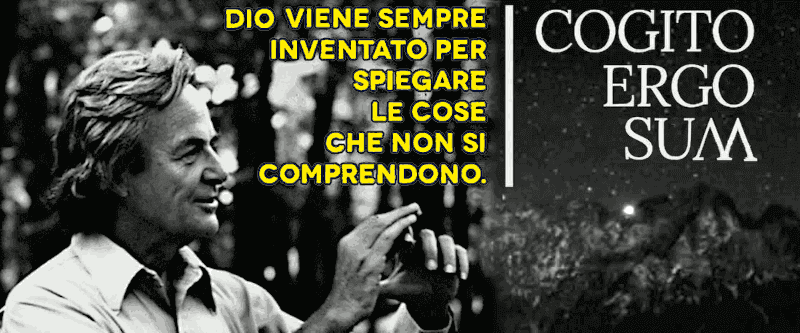 DIO VIENE SEMPRE
INVENTATO PER
SPIEGARE
LE COSE
CHE NON SI
COMPRENDONO.
COGITO
ERGO
SUM